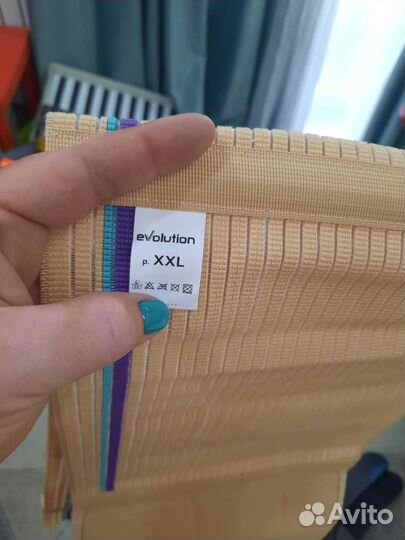 evolution
р. XXL
Avito